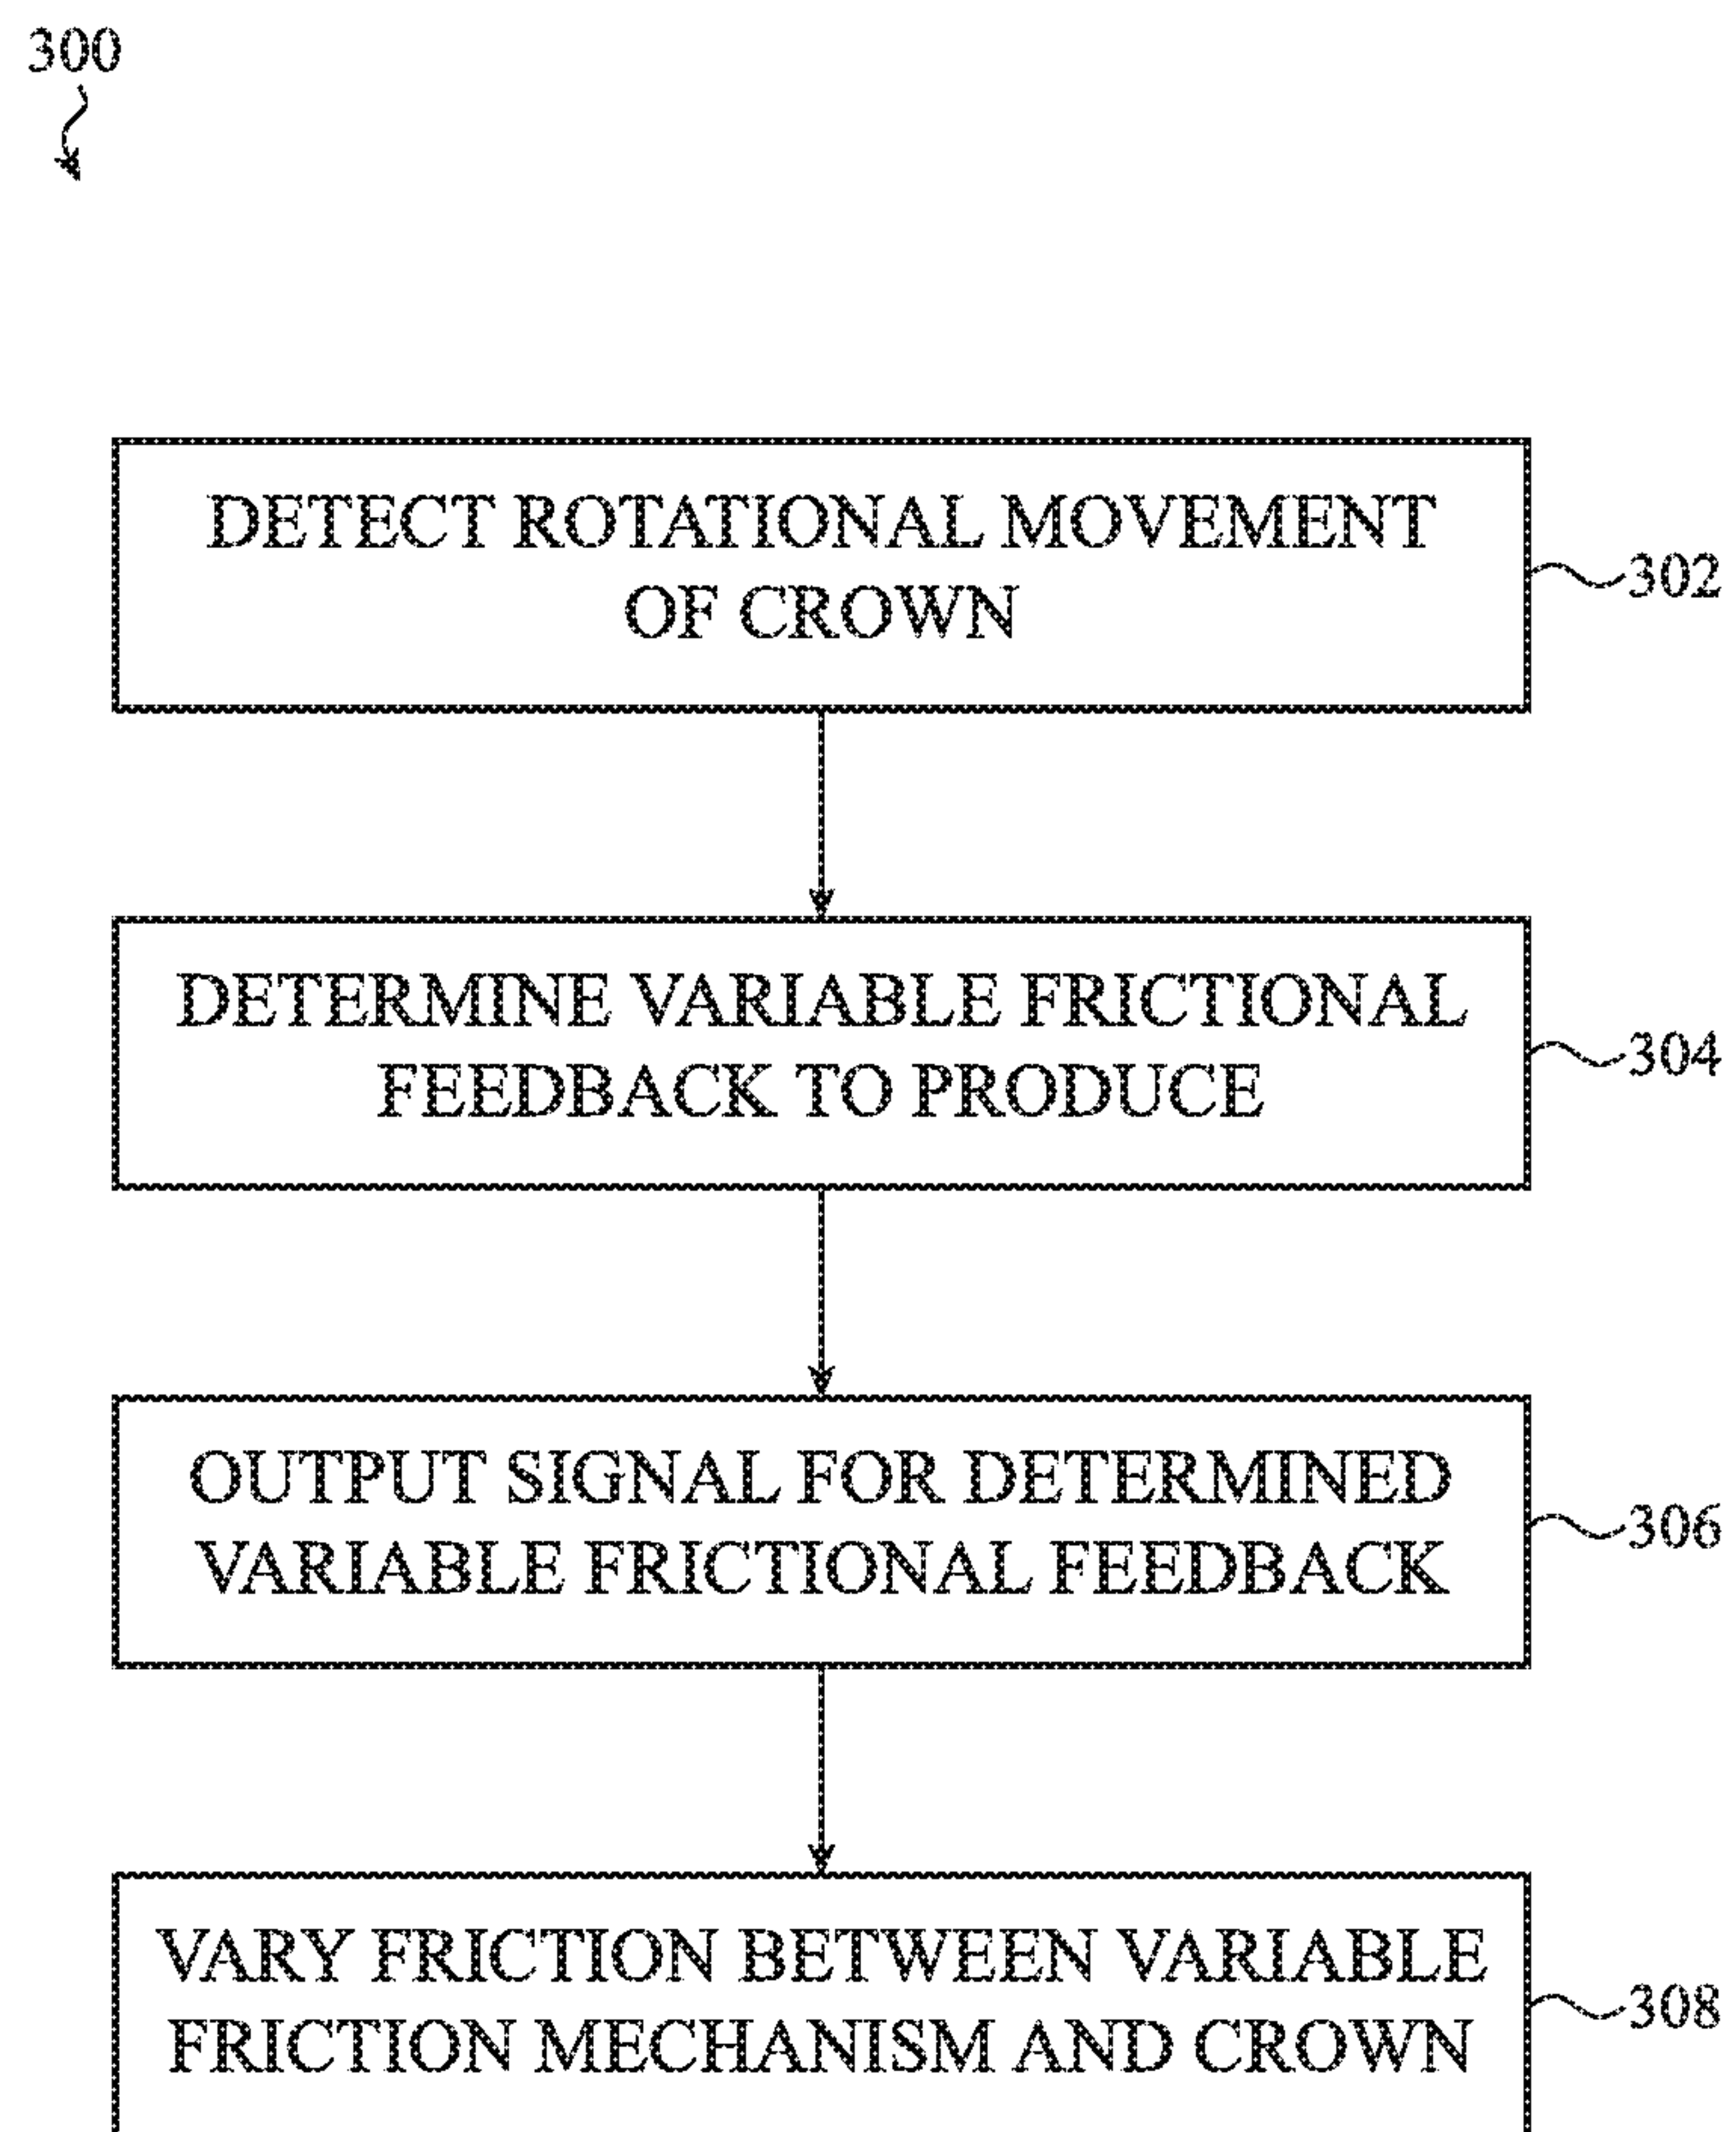 300
DETECT ROTATIONAL MOVEMENT
OF CROWN
302
DETERMINE VARIABLE FRICTIONAL
FEEDBACK TO PRODUCE
304
OUTPUT SIGNAL FOR DETERMINED
VARIABLE FRICTIONAL FEEDBACK
306
VARY FRICTION BETWEEN VARIABLE
FRICTION MECHANISM AND CROWN
308